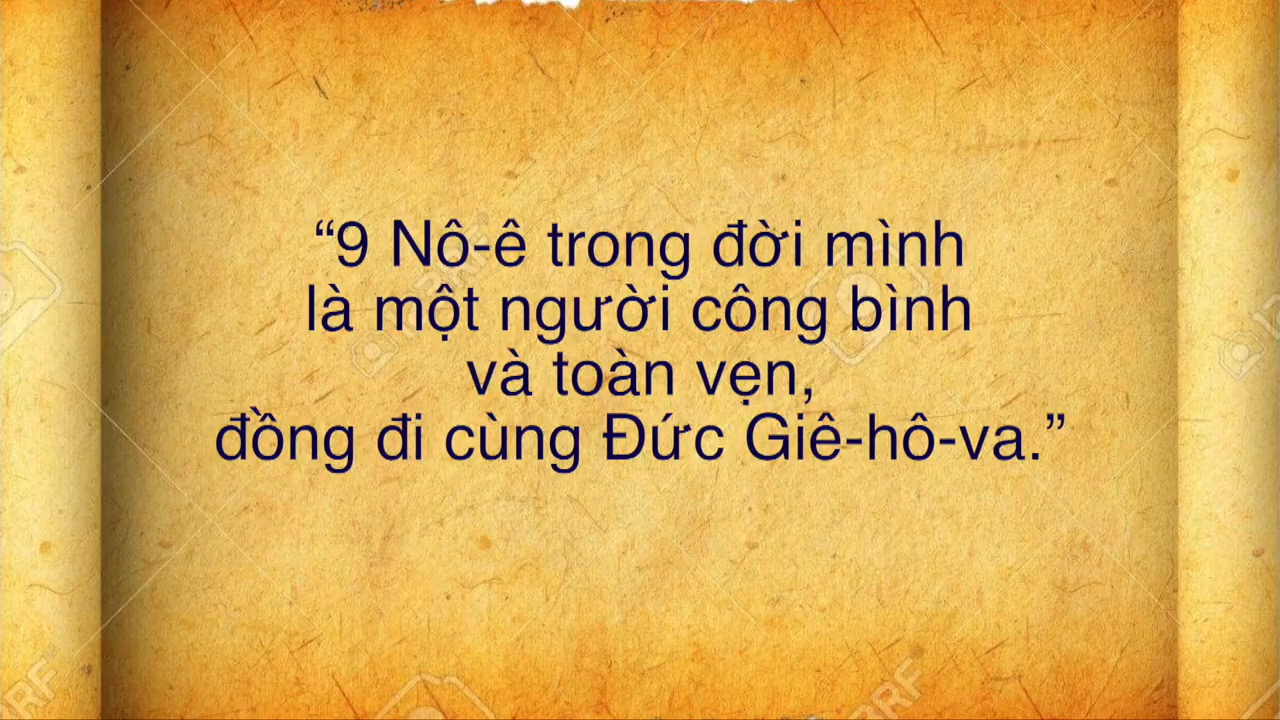 “9 Nô-ê trong đời mình
là một người công bình
và toàn vẹn,
đồng đi cùng Đức Giê-hô-va.”